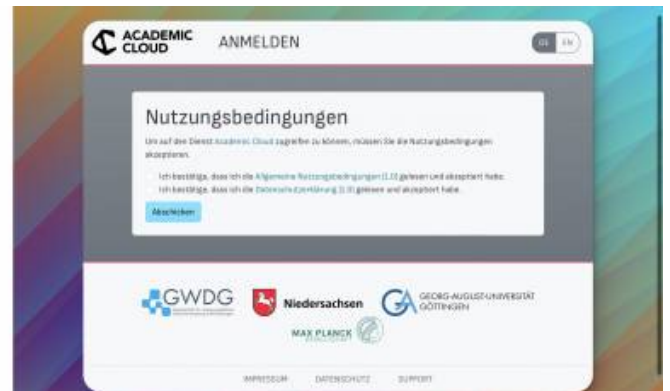 ACADEMIC
CLOUD
ANMELDEN
DE EN
Nutzungsbedingungen
Um auf den Dienst Academic Cloud zugreifen zu können, müssen Sie die Nutzungsbedingungen
akzeptieren.
Ich bestätige, dass ich die Allgemeine Nutzungsbedingungen (1.0) gelesen und akzeptiert habe.
Ich bestätige, dass ich die Datenschutzerklärung (1.0) gelesen und akzeptiert habe.
Abschicken
GWDG
Niedersachsen
GEORG-AUGUST-UNIVERSITÄT
GÖTTINGEN
MAX PLANCK
IMPRESSUM DATENSCHUTZ SUPPORT